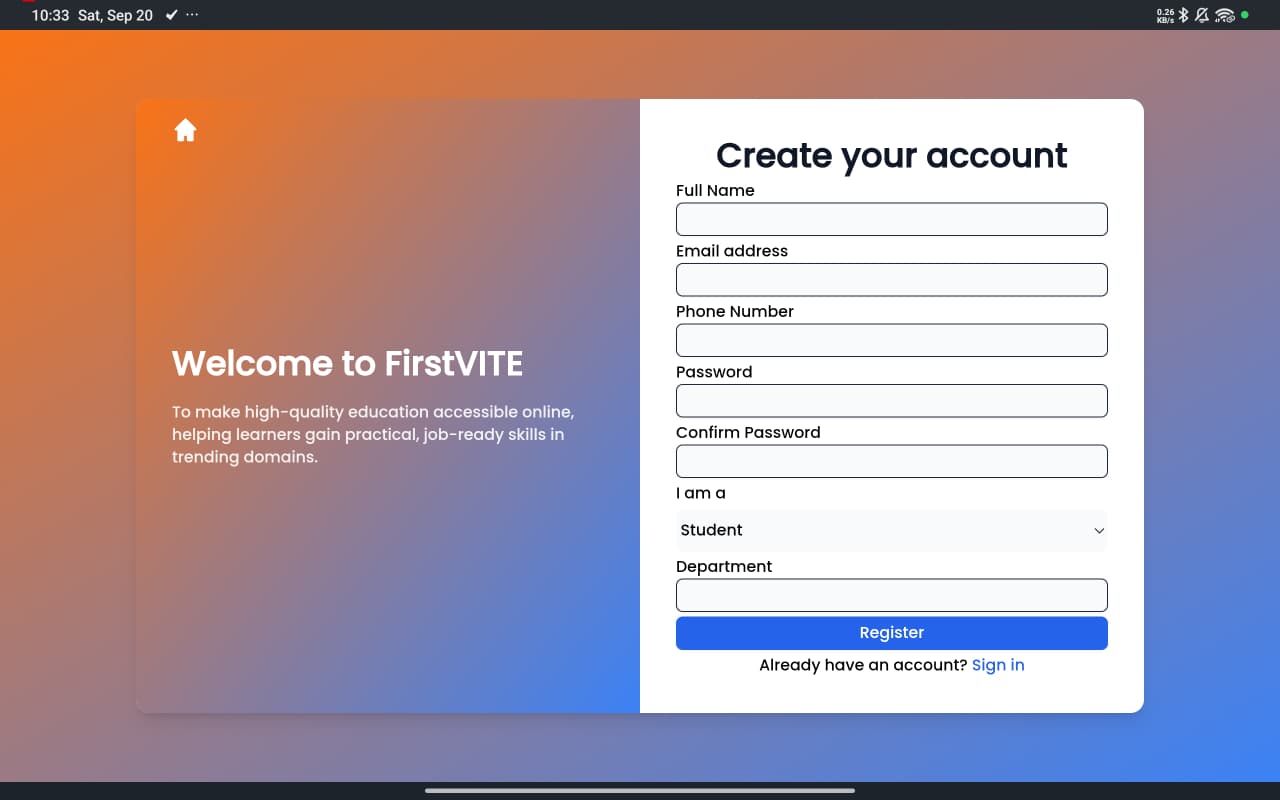 10:33 Sat, Sep 20
0.26
KB/s
Create your account
Full Name
Email address
Phone Number
Password
Confirm Password
I am a
Student
Department
Register
Already have an account? Sign in
Welcome to FirstVITE
To make high-quality education accessible online,
helping learners gain practical, job-ready skills in
trending domains.